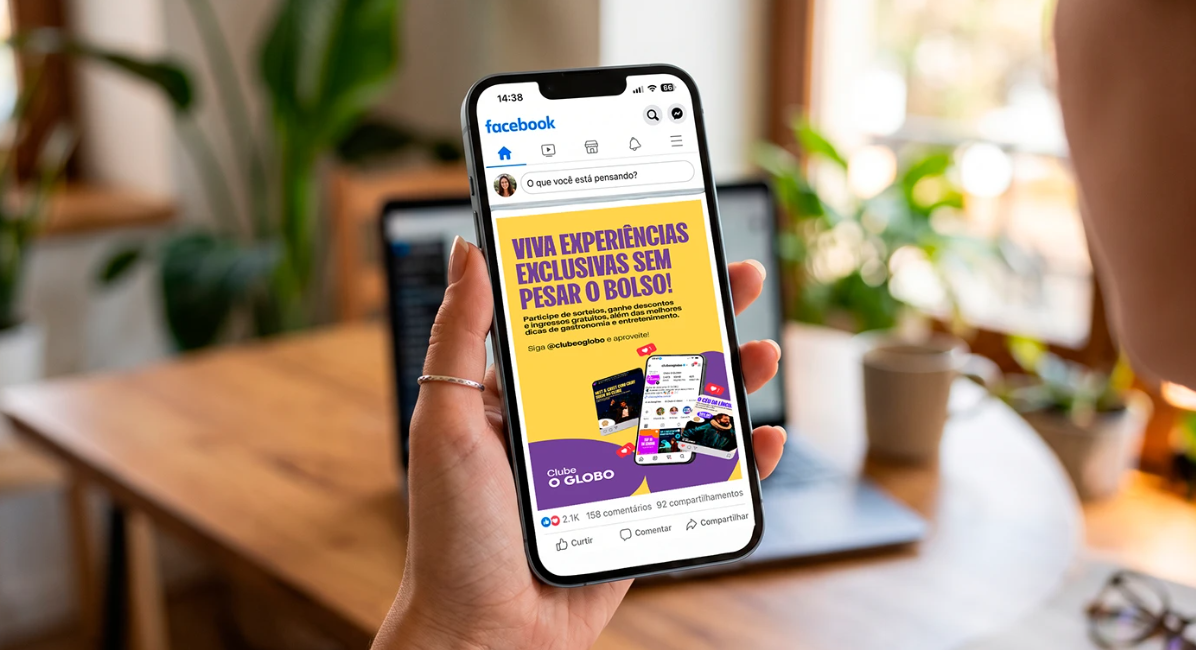 14:38
66
facebook
O que você está pensando?
VIVA EXPERIÊNCIAS
EXCLUSIVAS SEM
PESAR O BOLSO!
Participe de sorteios, ganhe descontos
e ingressos gratuitos, além das melhores
dicas de gastronomia e entretenimento.
Siga @clubeoglobo e aproveite!
Clube
O GLOBO
2.1K 158 comentários 92 compartilhamentos
Curtir Comentar Compartilhar